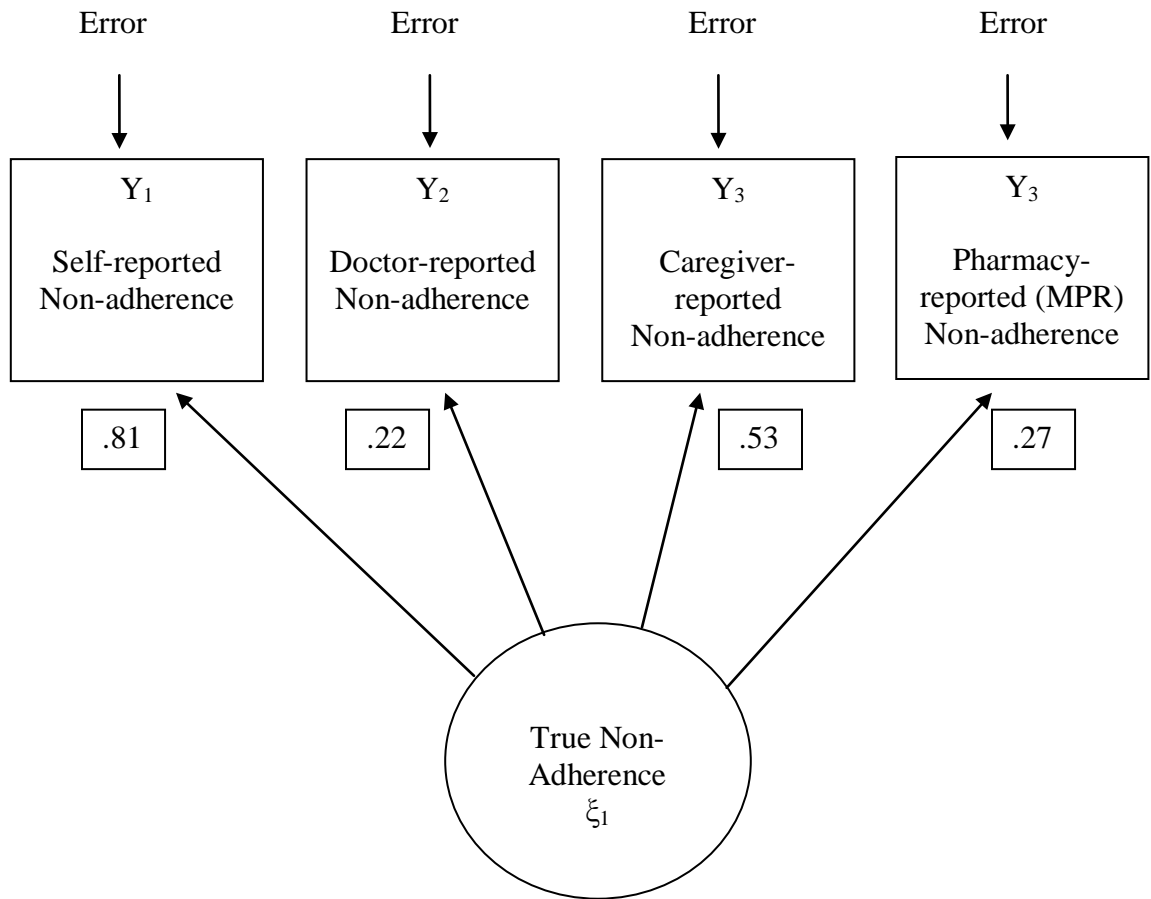 Error
Error
Error
Error
Y₁
Self-reported
Non-adherence
Y₂
Doctor-reported
Non-adherence
Y₃
Caregiver-
reported
Non-adherence
Y₃
Pharmacy-
reported (MPR)
Non-adherence
.81
.22
.53
.27
True Non-
Adherence
ξ₁